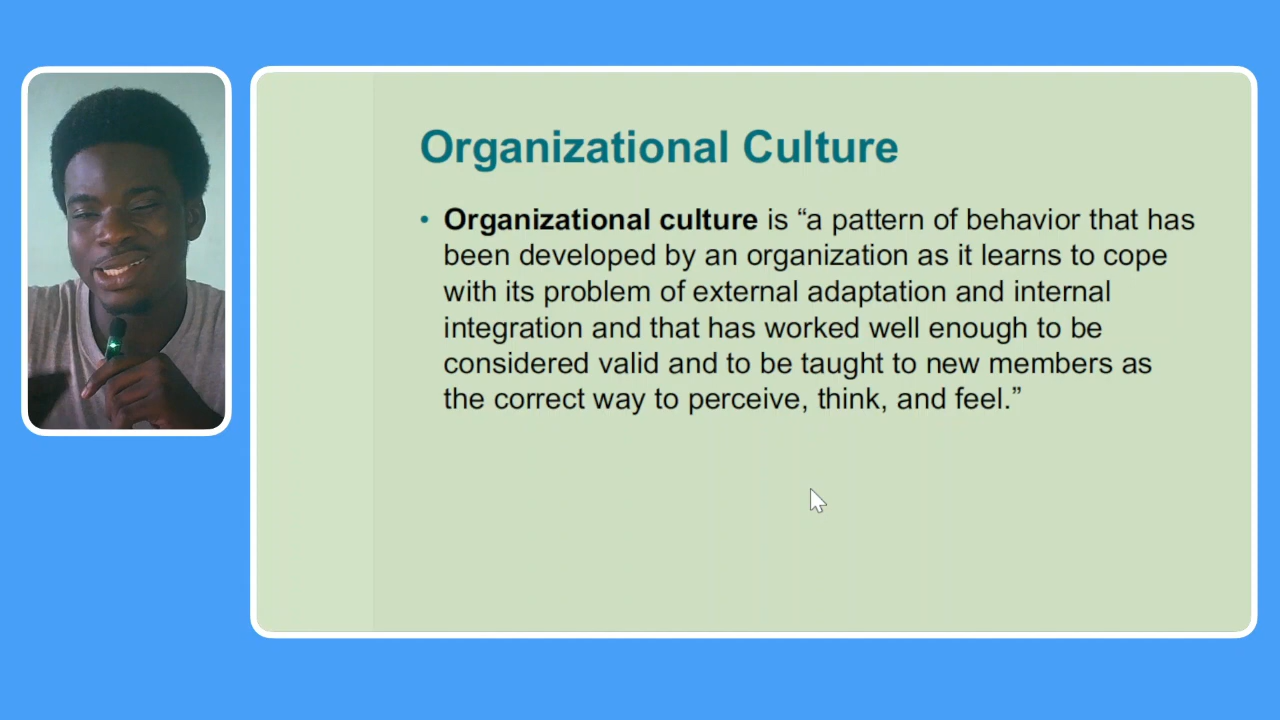 Organizational Culture
• Organizational culture is “a pattern of behavior that has
been developed by an organization as it learns to cope
with its problem of external adaptation and internal
integration and that has worked well enough to be
considered valid and to be taught to new members as
the correct way to perceive, think, and feel.”